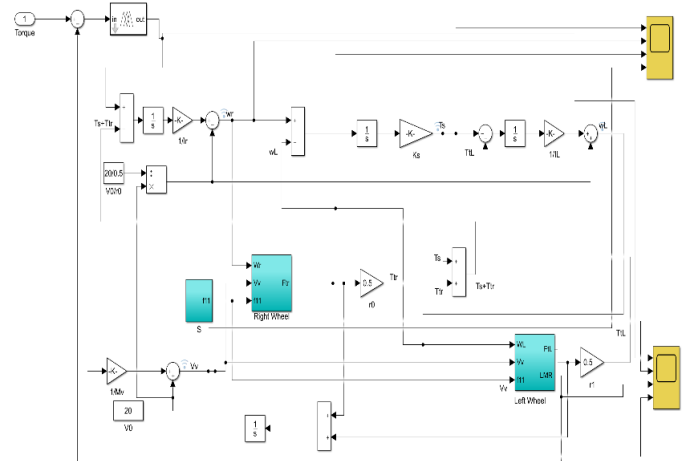 1
Torque
in
out
Ts+Ttr
1
s
-K-
1/Ir
wr
wL
1
s
-K-
Ks
Ts
TtL
1
s
-K-
1/IL
20/0.5
V0/r0
Wr
Vv
f11
Ftr
Right Wheel
S
0.5
r0
Ttr
Ts
Ttr
Ts+Ttr
-K-
1/Mv
Vv
20
V0
1
s
WL
Vv
f11
FtL
LMR
Left Wheel
Vv
0.5
r1
TtL